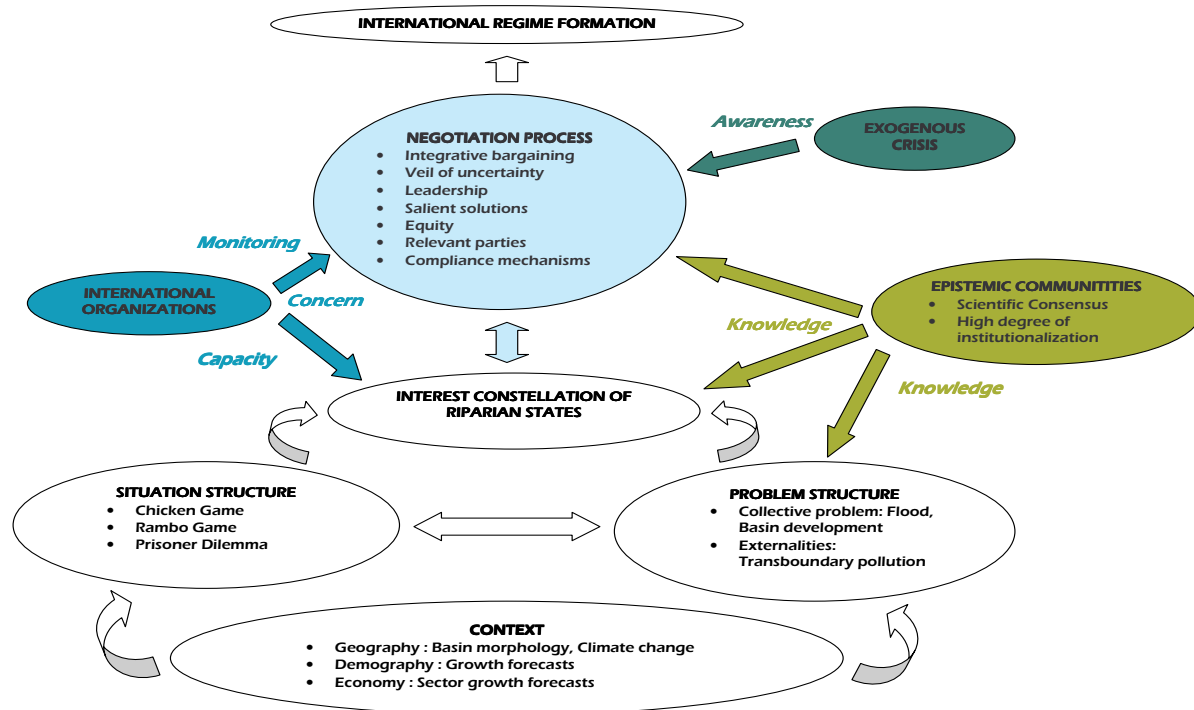 INTERNATIONAL REGIME FORMATION
NEGOTIATION PROCESS
• Integrative bargaining
• Veil of uncertainty
• Leadership
• Salient solutions
• Equity
• Relevant parties
• Compliance mechanisms
Awareness
EXOGENOUS
CRISIS
Monitoring
INTERNATIONAL
ORGANIZATIONS
Concern
Capacity
EPISTEMIC COMMUNITITIES
• Scientific Consensus
• High degree of
institutionalization
Knowledge
Knowledge
INTEREST CONSTELLATION OF
RIPARIAN STATES
SITUATION STRUCTURE
• Chicken Game
• Rambo Game
• Prisoner Dilemma
PROBLEM STRUCTURE
• Collective problem: Flood,
Basin development
• Externalities:
Transboundary pollution
CONTEXT
• Geography : Basin morphology, Climate change
• Demography : Growth forecasts
• Economy : Sector growth forecasts